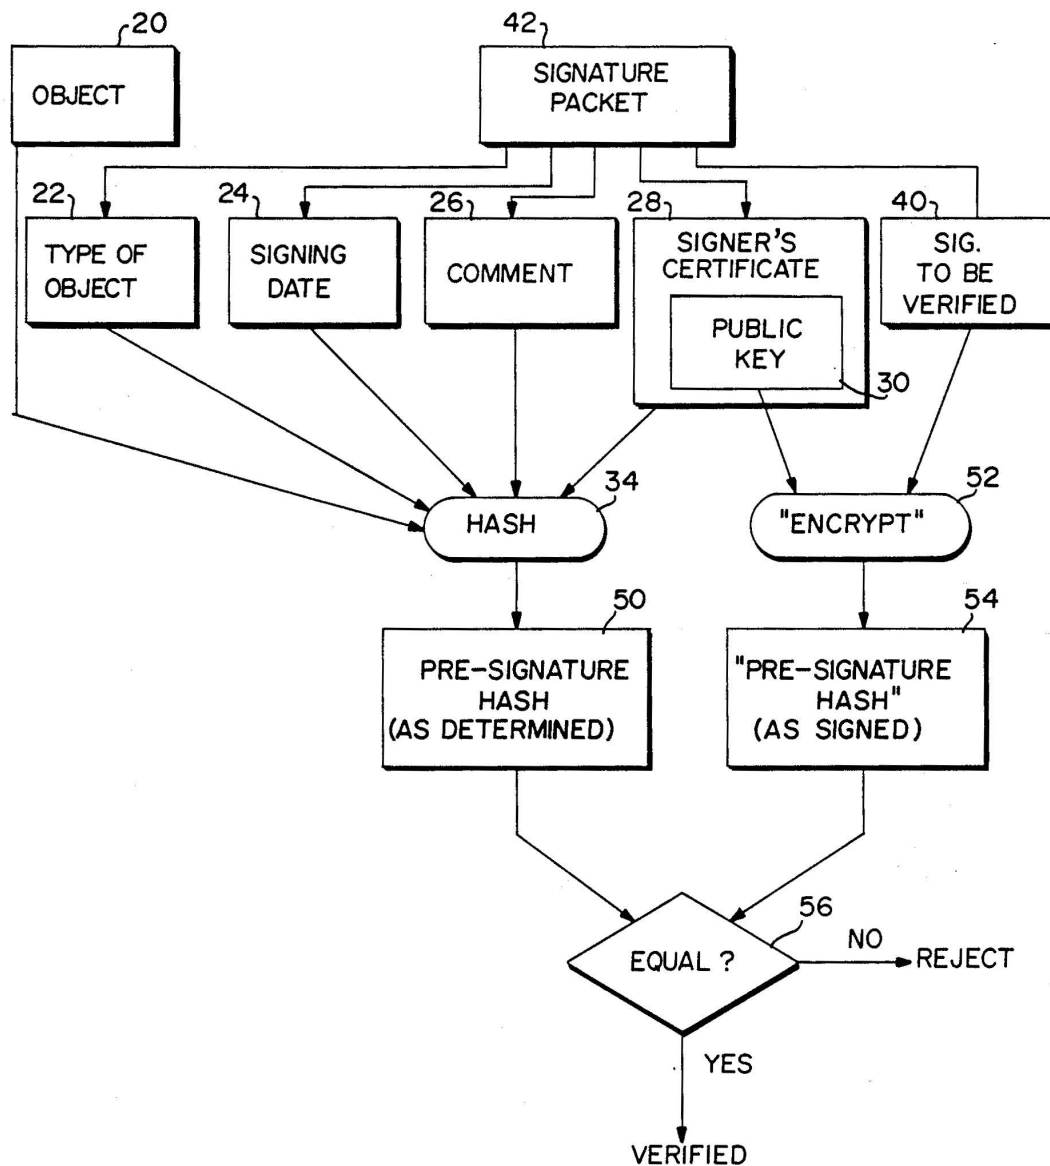 20
42
OBJECT
SIGNATURE
PACKET
22
24
26
28
40
TYPE OF
OBJECT
SIGNING
DATE
COMMENT
SIGNER'S
CERTIFICATE
PUBLIC
KEY
30
SIG.
TO BE
VERIFIED
HASH
34
"ENCRYPT"
52
50
54
PRE-SIGNATURE
HASH
(AS DETERMINED)
"PRE-SIGNATURE
HASH"
(AS SIGNED)
56
EQUAL ?
NO
REJECT
YES
VERIFIED